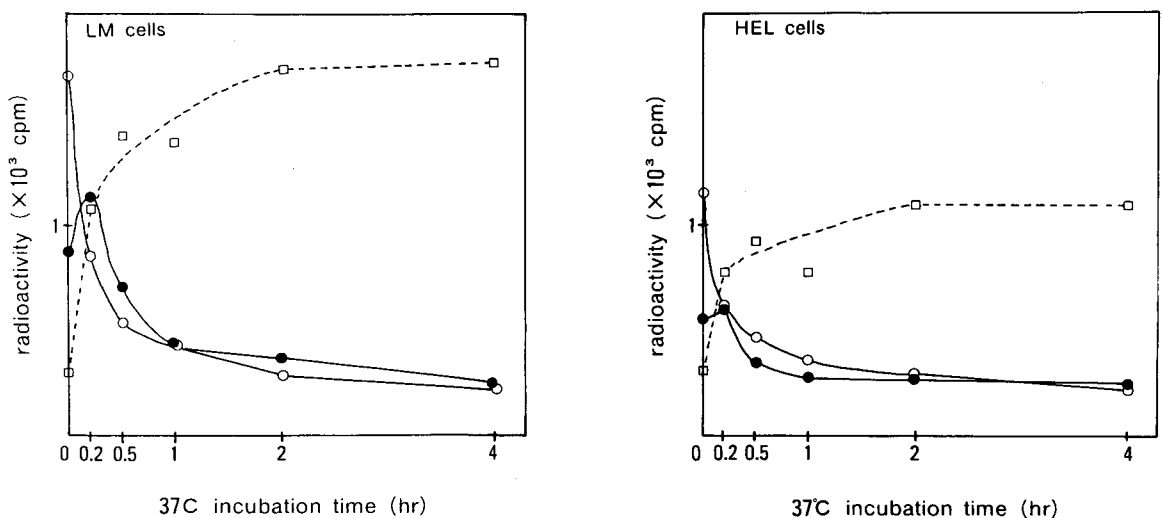 LM cells
radioactivity (×10³ cpm)
1
0 0.2 0.5 1 2 4
37C incubation time (hr)
HEL cells
radioactivity (×10³ cpm)
1
0 0.2 0.5 1 2 4
37℃ incubation time (hr)